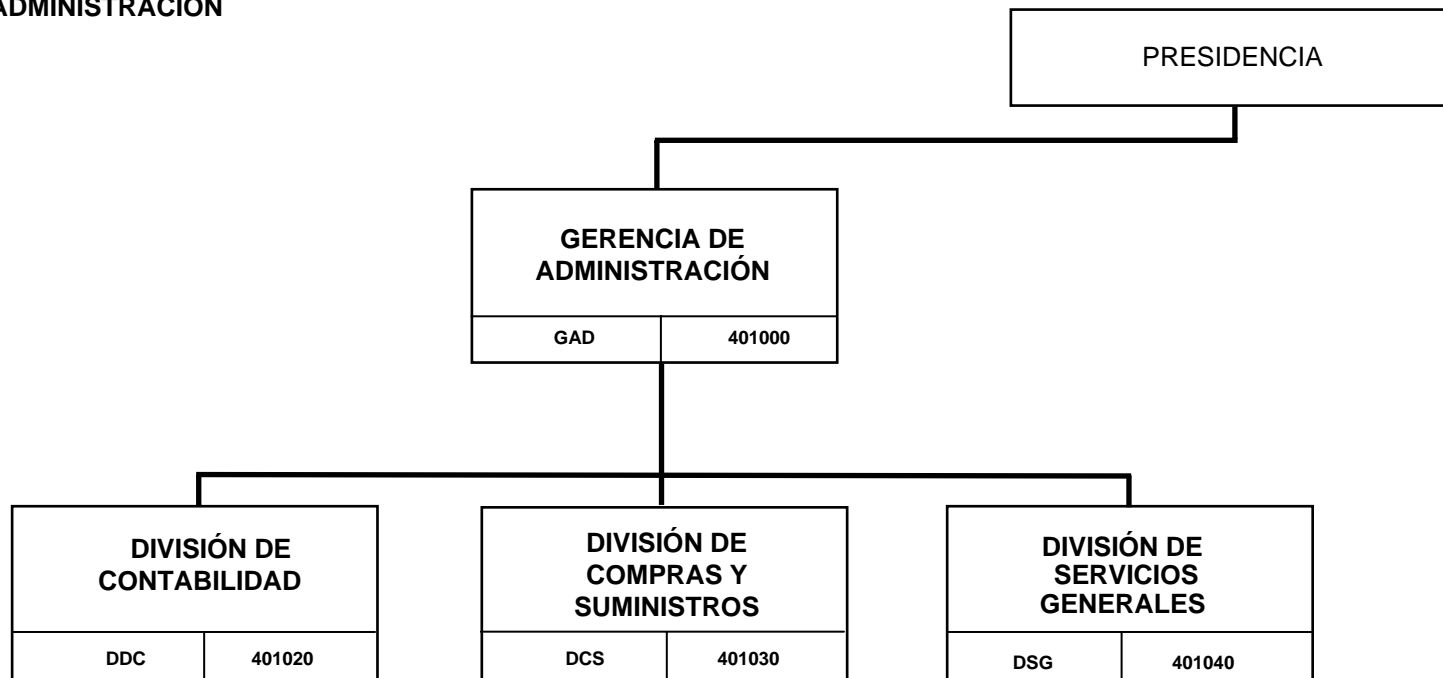 ADMINISTRACIÓN
PRESIDENCIA
GERENCIA DE
ADMINISTRACIÓN
GAD 401000
DIVISIÓN DE
CONTABILIDAD
DDC 401020
DIVISIÓN DE
COMPRAS Y
SUMINISTROS
DCS 401030
DIVISIÓN DE
SERVICIOS
GENERALES
DSG 401040